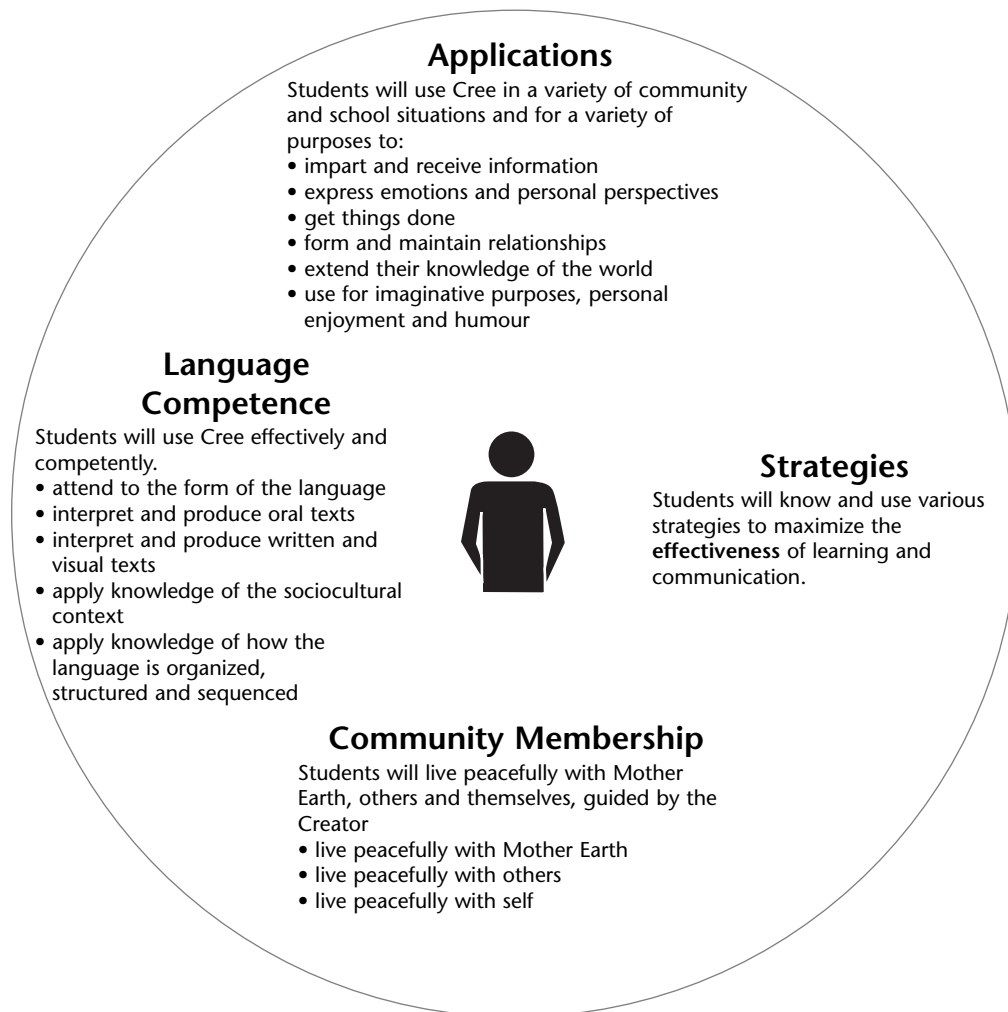 Applications
Students will use Cree in a variety of community
and school situations and for a variety of
purposes to:
• impart and receive information
• express emotions and personal perspectives
• get things done
• form and maintain relationships
• extend their knowledge of the world
• use for imaginative purposes, personal
enjoyment and humour
Language
Competence
Students will use Cree effectively and
competently.
• attend to the form of the language
• interpret and produce oral texts
• interpret and produce written and
visual texts
• apply knowledge of the sociocultural
context
• apply knowledge of how the
language is organized,
structured and sequenced
Strategies
Students will know and use various
strategies to maximize the
effectiveness of learning and
communication.
Community Membership
Students will live peacefully with Mother
Earth, others and themselves, guided by the
Creator
• live peacefully with Mother Earth
• live peacefully with others
• live peacefully with self